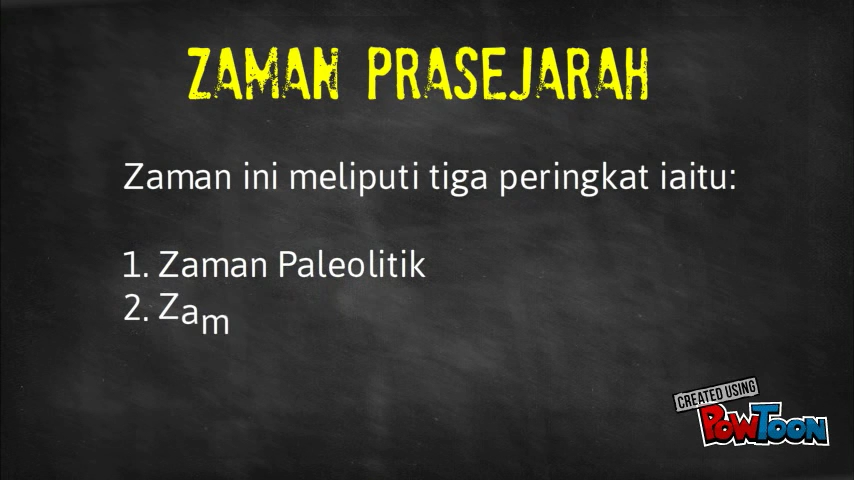 ZAMAN PRASEJARAH
Zaman ini meliputi tiga peringkat iaitu:
1. Zaman Paleolitik
2. Zam
CREATED USING
POWTOON